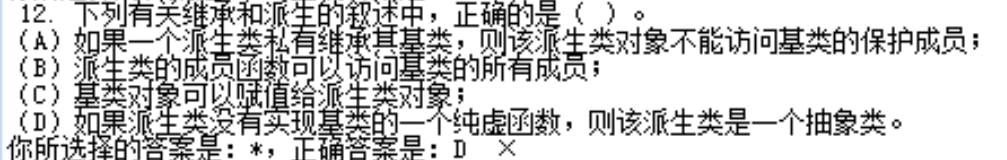 12. 下列有关继承和派生的叙述中，正确的是（ ）。
(A) 如果一个派生类私有继承其基类，则该派生类对象不能访问基类的保护成员；
(B) 派生类的成员函数可以访问基类的所有成员；
(C) 基类对象可以赋值给派生类对象；
(D) 如果派生类没有实现基类的一个纯虚函数，则该派生类是一个抽象类。
你所选择的答案是：*，正确答案是：D ×